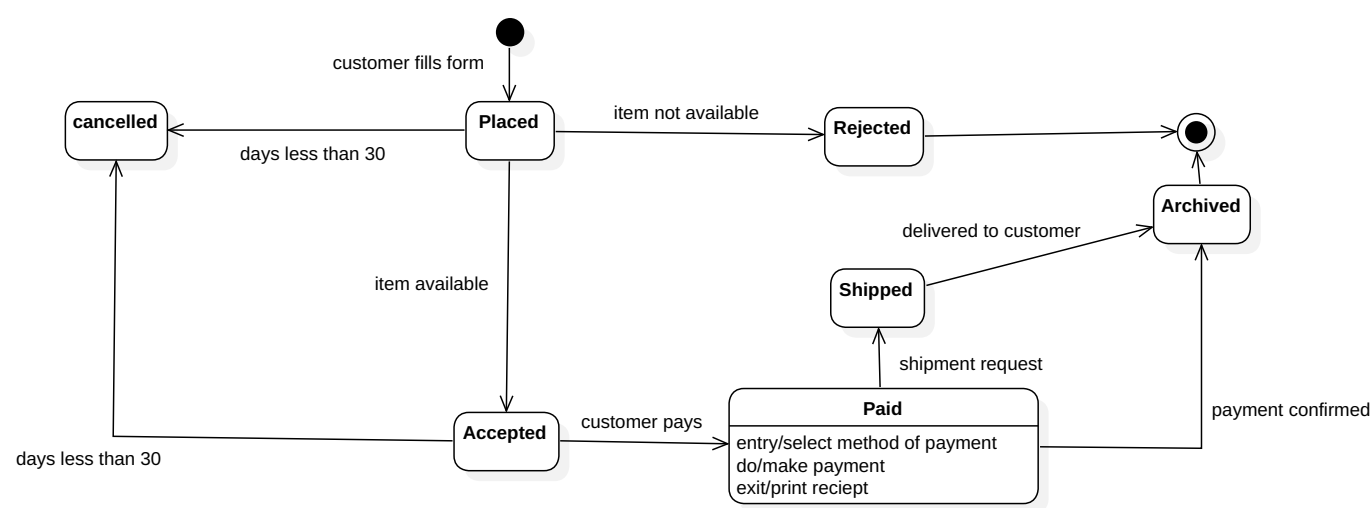 customer fills form
cancelled
Placed
item not available
Rejected
days less than 30
Archived
delivered to customer
item available
Shipped
shipment request
Paid
payment confirmed
customer pays
Accepted
entry/select method of payment
days less than 30
do/make payment
exit/print reciept